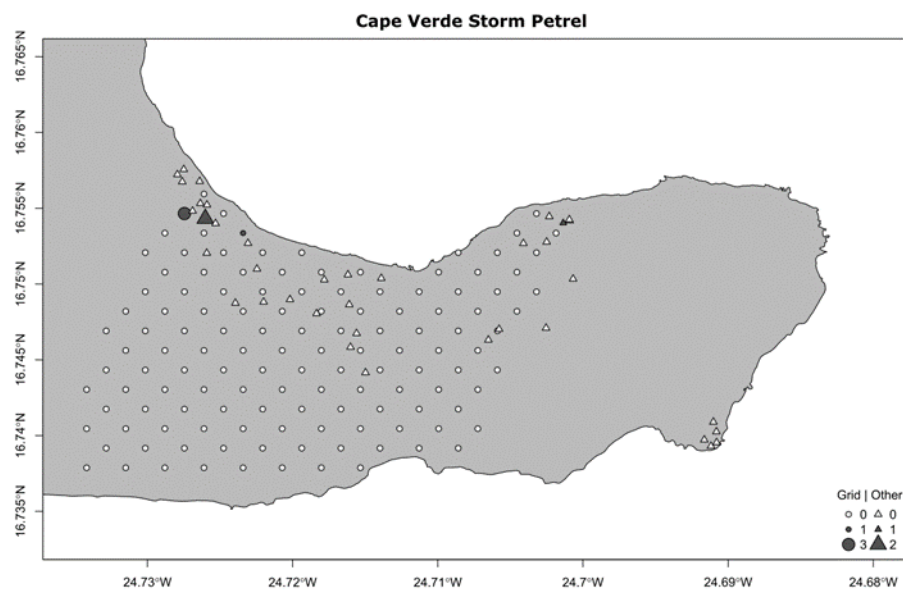 Cape Verde Storm Petrel
16.765°N
16.76°N
16.755°N
16.75°N
16.745°N
16.74°N
16.735°N
Grid | Other
0 0
1 1
3 2
24.73°W 24.72°W 24.71°W 24.7°W 24.69°W 24.68°W